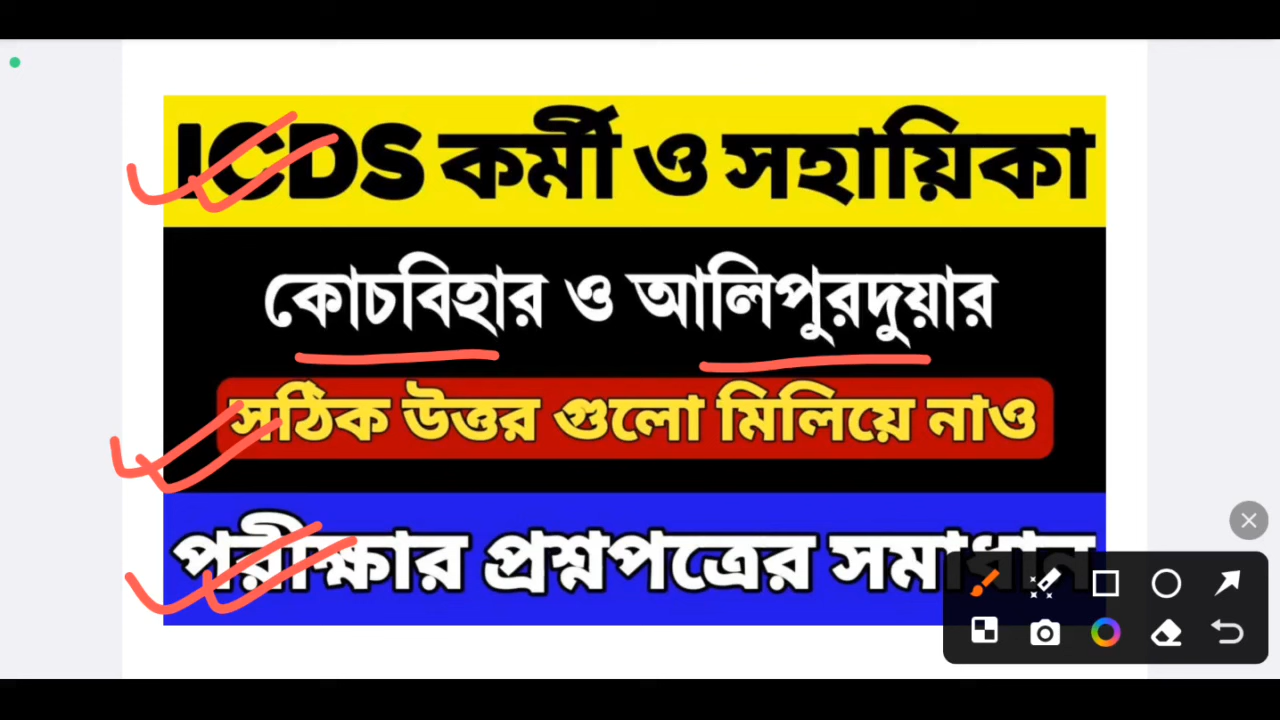 ICDS কর্মী ও সহায়িকা
কোচবিহার ও আলিপুরদুয়ার
সঠিক উত্তর গুলো মিলিয়ে নাও
পরীক্ষার প্রশ্নপত্রের সমাধান